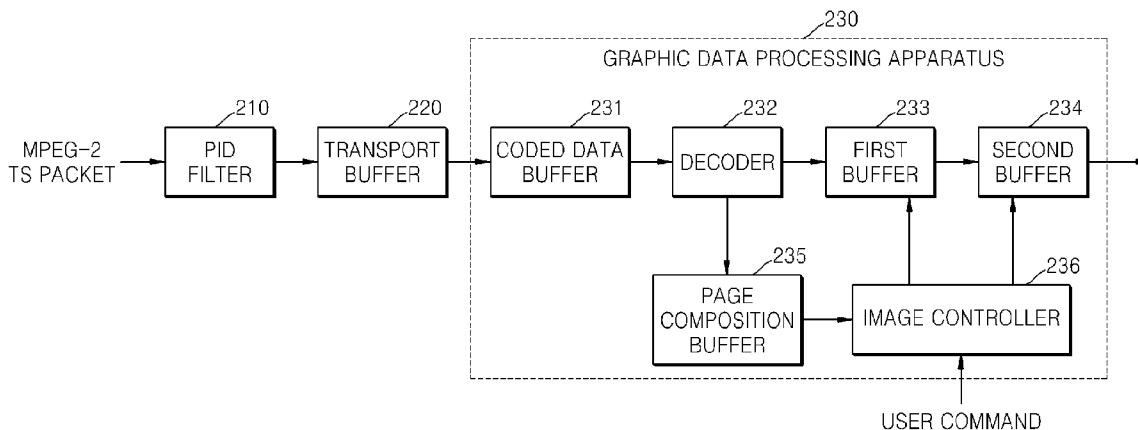 230
GRAPHIC DATA PROCESSING APPARATUS
210
220
231
232
233
234
MPEG-2
TS PACKET
PID
FILTER
TRANSPORT
BUFFER
CODED DATA
BUFFER
DECODER
FIRST
BUFFER
SECOND
BUFFER
235
236
PAGE
COMPOSITION
BUFFER
IMAGE CONTROLLER
USER COMMAND